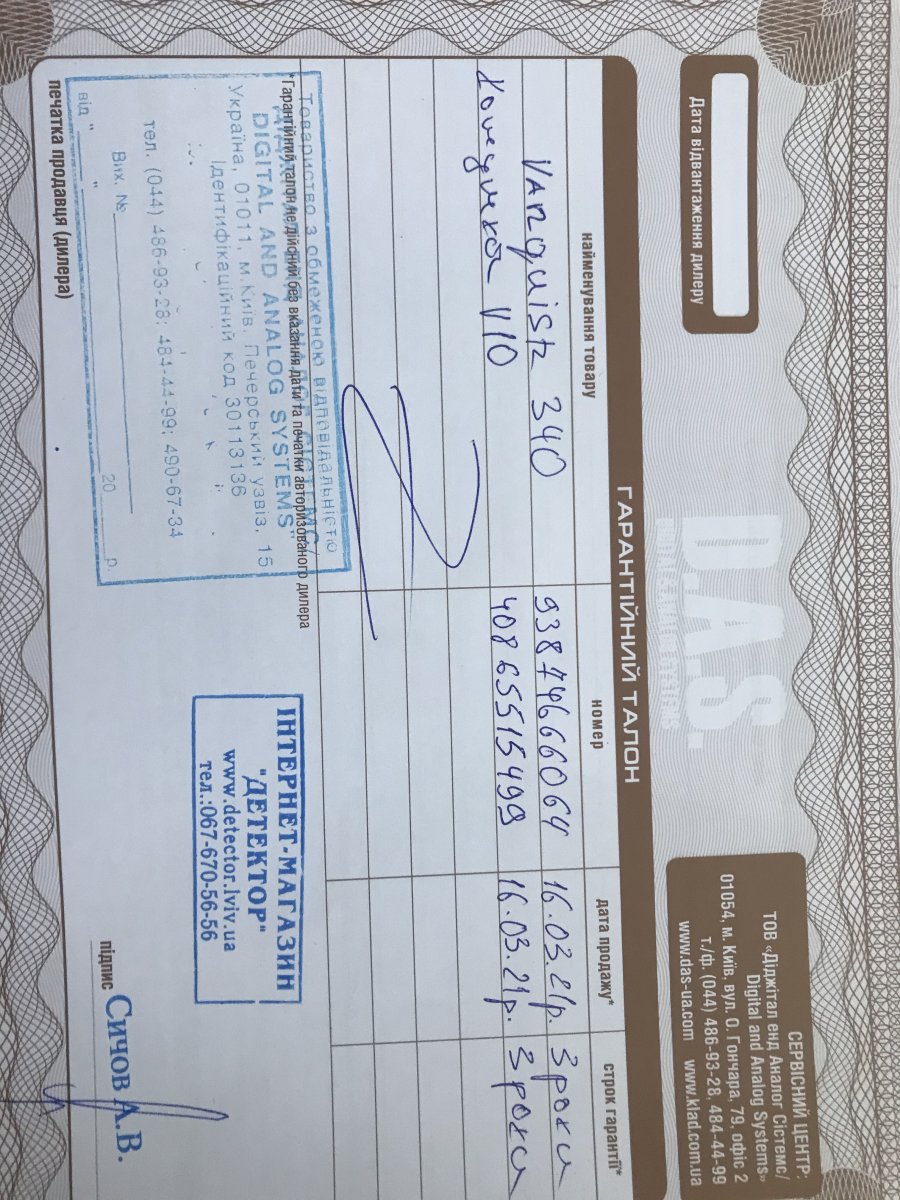 Дата відвантаження дилеру
D.A.S.
СЕРВІСНИЙ ЦЕНТР:
ТОВ «Діджітал енд Аналог Сістемс/
Digital and Analog Systems»
01054, м. Київ, вул. О. Гончара, 79, офіс 2
т./ф. (044) 486-93-28, 484-44-99
www.das-ua.com www.klad.com.ua
ГАРАНТІЙНИЙ ТАЛОН
найменування товару номер дата продажу* строк гарантії*
VANquish 340 93874666064 16.03.21р. 3 роки
Котушка V10 40865515499 16.03.21р. 3 роки
*Гарантійний талон не дійсний без вказання дати та печатки авторизованого дилера
Товариство з обмеженою відповідальністю
DIGITAL AND ANALOG SYSTEMS"
Україна, 01011, м. Київ, Печерський узвіз, 15
Ідентифікаційний код 30113136
тел. (044) 486-93-28; 484-44-99; 490-67-34
Вих. №
від " " 20 р.
печатка продавця (дилера)
ІНТЕРНЕТ-МАГАЗИН
"ДЕТЕКТОР"
www.detector.lviv.ua
тел.:067-670-56-56
підпис Сичов А.В.